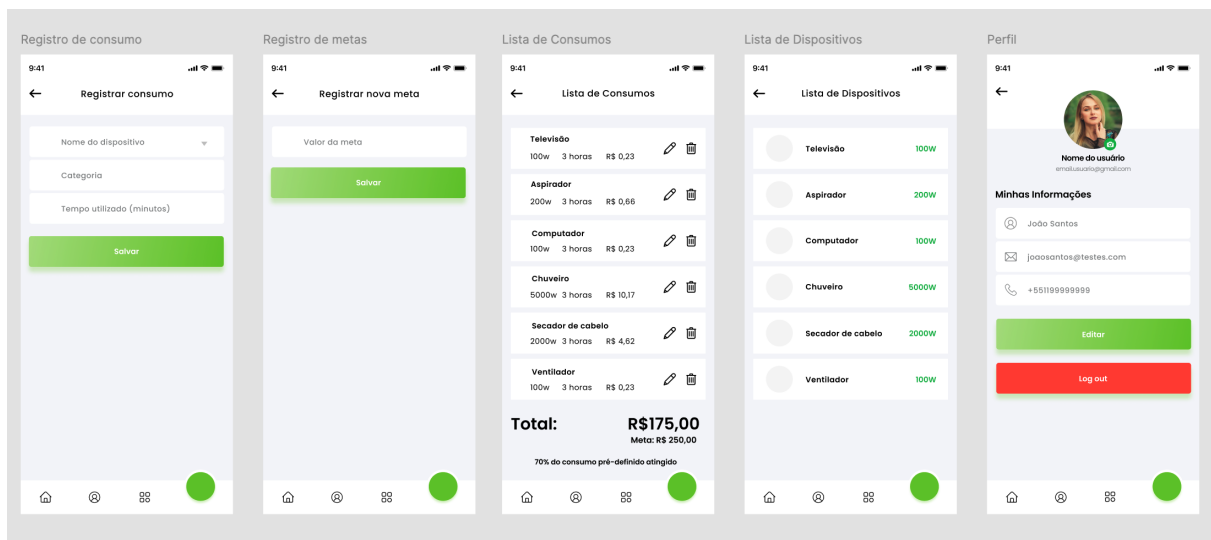 Registro de consumo
9:41
Registrar consumo
Nome do dispositivo
Categoria
Tempo utilizado (minutos)
Salvar
Registro de metas
9:41
Registrar nova meta
Valor da meta
Salvar
Lista de Consumos
9:41
Lista de Consumos
Televisão
100w 3 horas R$ 0,23
Aspirador
200w 3 horas R$ 0,66
Computador
100w 3 horas R$ 0,23
Chuveiro
5000w 3 horas R$ 10,17
Secador de cabelo
2000w 3 horas R$ 4,62
Ventilador
100w 3 horas R$ 0,23
Total: R$175,00
Meta: R$ 250,00
70% do consumo pré-definido atingido
Lista de Dispositivos
9:41
Lista de Dispositivos
Televisão 100W
Aspirador 200W
Computador 100W
Chuveiro 5000W
Secador de cabelo 2000W
Ventilador 100W
Perfil
9:41
Nome do usuário
email.usuario@gmail.com
Minhas Informações
João Santos
joaosantos@testes.com
+551199999999
Editar
Log out